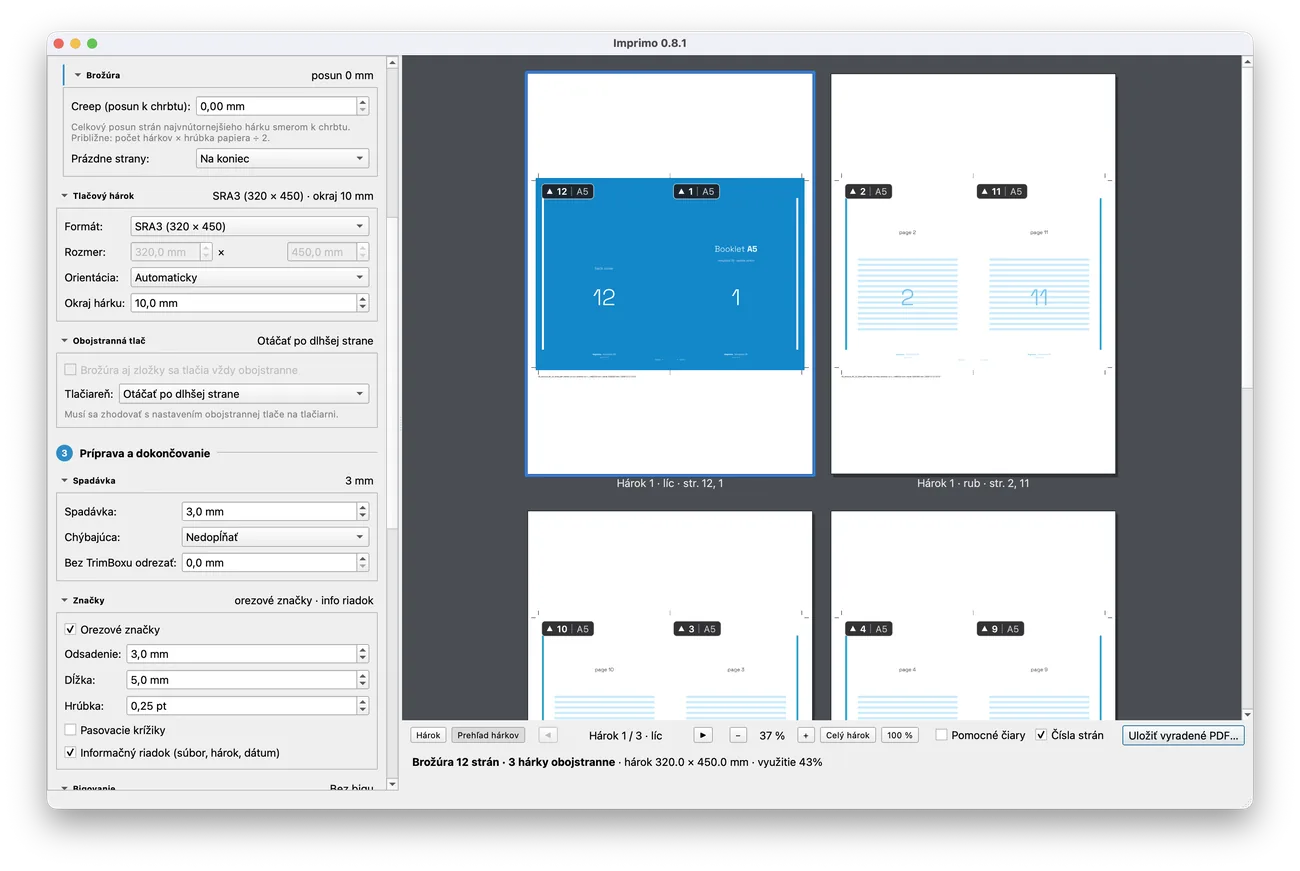 Imprimo 0.8.1
Brožúra posun 0 mm
Creep (posun k chrbtu): 0,00 mm
Celkový posun strán najvnútornejšieho hárku smerom k chrbtu.
Približne: počet hárkov × hrúbka papiera ÷ 2.
Prázdne strany: Na koniec
Tlačový hárok SRA3 (320 × 450) · okraj 10 mm
Formát: SRA3 (320 × 450)
Rozmer: 320,0 mm × 450,0 mm
Orientácia: Automaticky
Okraj hárku: 10,0 mm
Obojstranná tlač Otáčať po dlhšej strane
Brožúra aj zložky sa tlačia vždy obojstranne
Tlačiareň: Otáčať po dlhšej strane
Musí sa zhodovať s nastavením obojstrannej tlače na tlačiarni.
3 Príprava a dokončovanie
Spadávka 3 mm
Spadávka: 3,0 mm
Chýbajúca: Nedopĺňať
Bez TrimBoxu odrezať: 0,0 mm
Značky orezové značky · info riadok
Orezové značky
Odsadenie: 3,0 mm
Dĺžka: 5,0 mm
Hrúbka: 0,25 pt
Pasovacie krížiky
Informačný riadok (súbor, hárok, dátum)
Bigovanie Bez bigu
▲ 12 | A5 ▲ 1 | A5
Booklet A5
back cover
12 1
Hárok 1 · líc · str. 12, 1
▲ 2 | A5 ▲ 11 | A5
page 2 page 11
2 11
Hárok 1 · rub · str. 2, 11
▲ 10 | A5 ▲ 3 | A5
page 10 page 3
▲ 4 | A5 ▲ 9 | A5
page 4 page 9
Hárok Prehľad hárkov ◀ Hárok 1 / 3 · líc ▶ − 37 % + Celý hárok 100 % Pomocné čiary Čísla strán Uložiť vyradené PDF...
Brožúra 12 strán · 3 hárky obojstranne · hárok 320.0 × 450.0 mm · využitie 43%